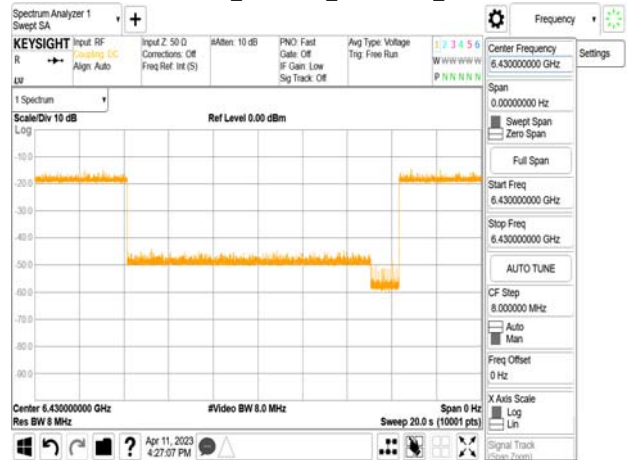 Spectrum Analyzer 1
Swept SA
+
Frequency
KEYSIGHT
R
Input: RF
Coupling: DC
Align: Auto
Input Z: 50 Ω
Corrections: Off
Freq Ref: Int (S)
#Atten: 10 dB
PNO: Fast
Gate: Off
IF Gain: Low
Sig Track: Off
Avg Type: Voltage
Trig: Free Run
1 2 3 4 5 6
W W W W W W
P N N N N N
1 Spectrum
Scale/Div 10 dB
Ref Level 0.00 dBm
Log
-10.0
-20.0
-30.0
-40.0
-50.0
-60.0
-70.0
-80.0
-90.0
Center 6.430000000 GHz
#Video BW 8.0 MHz
Span 0 Hz
Res BW 8 MHz
Sweep 20.0 s (10001 pts)
?
Apr 11, 2023
4:27:07 PM
Center Frequency
6.430000000 GHz
Settings
Span
0.00000000 Hz
Swept Span
Zero Span
Full Span
Start Freq
6.430000000 GHz
Stop Freq
6.430000000 GHz
AUTO TUNE
CF Step
8.000000 MHz
Auto
Man
Freq Offset
0 Hz
X Axis Scale
Log
Lin
Signal Track
(Span Zoom)